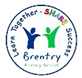 Learn Together - SHARE Success
Brentry
Primary School